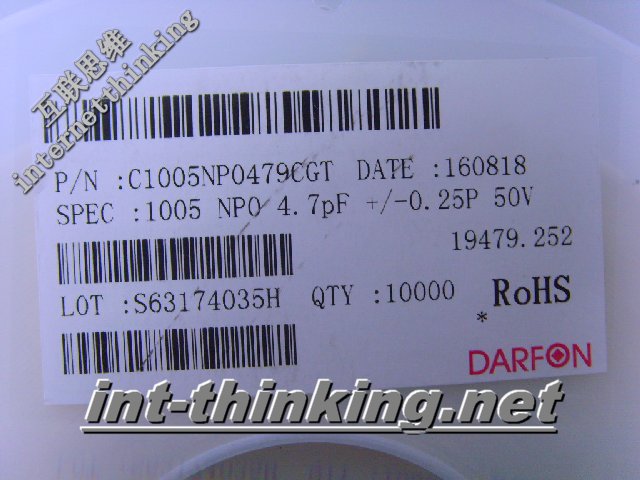 互联思维
internetthinking
P/N :C1005NP0479CGT DATE :160818
SPEC :1005 NPO 4.7pF +/-0.25P 50V
19479.252
LOT :S63174035H QTY :10000 RoHS
*
DARFON
int-thinking.net